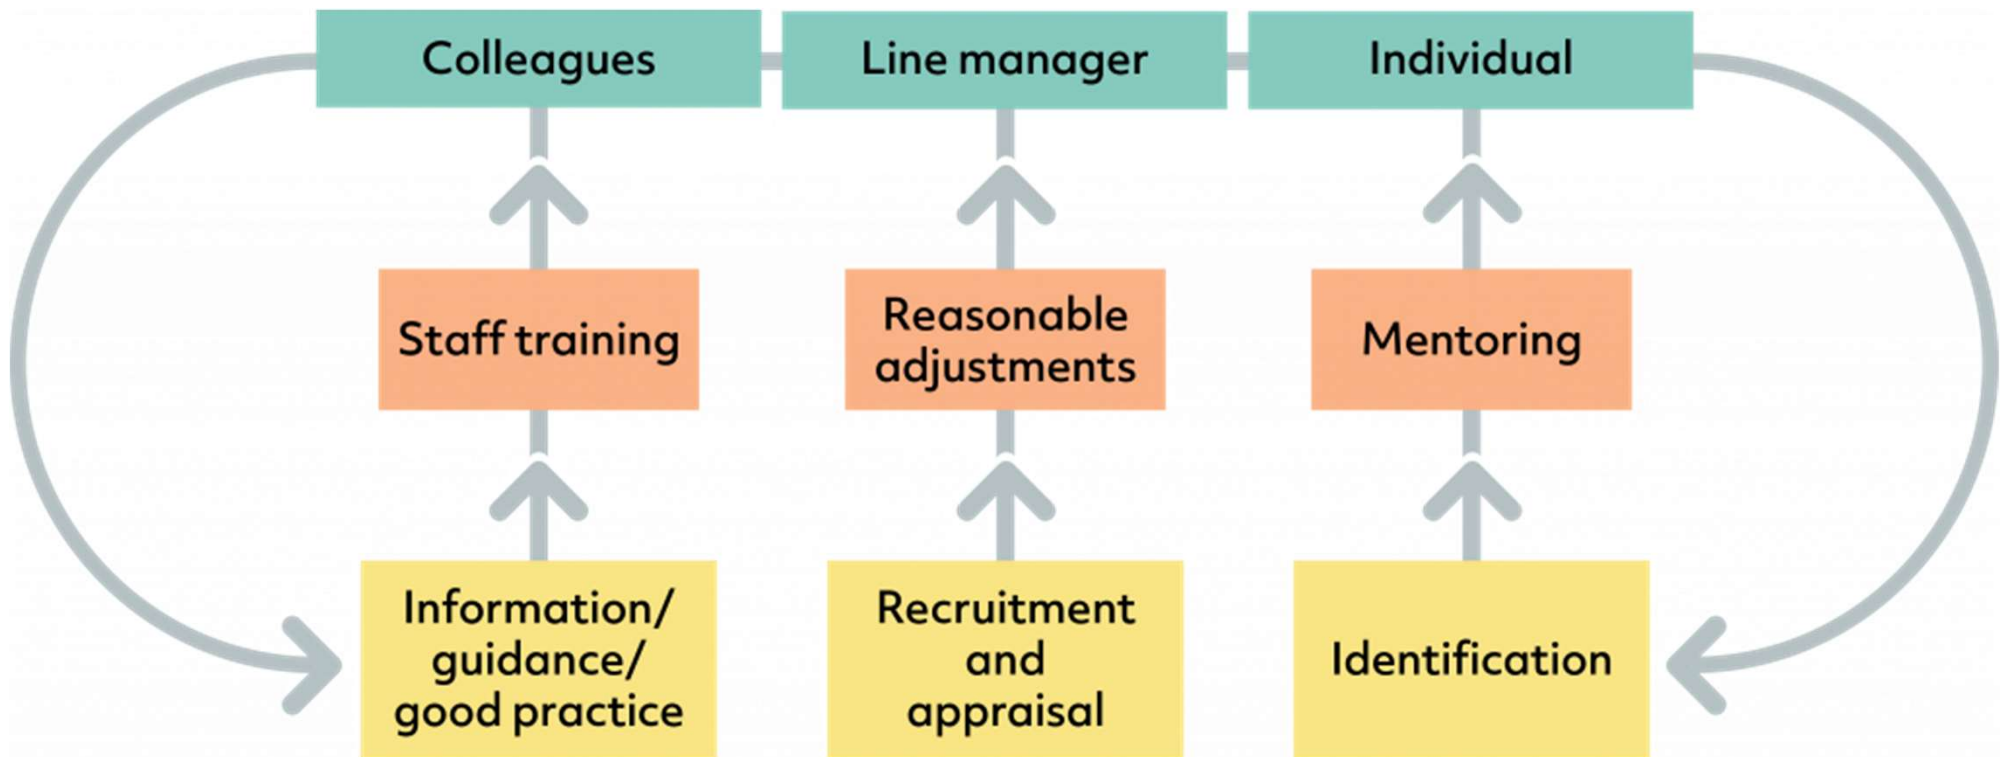 Colleagues
Line manager
Individual
Staff training
Reasonable
adjustments
Mentoring
Information/
guidance/
good practice
Recruitment
and
appraisal
Identification